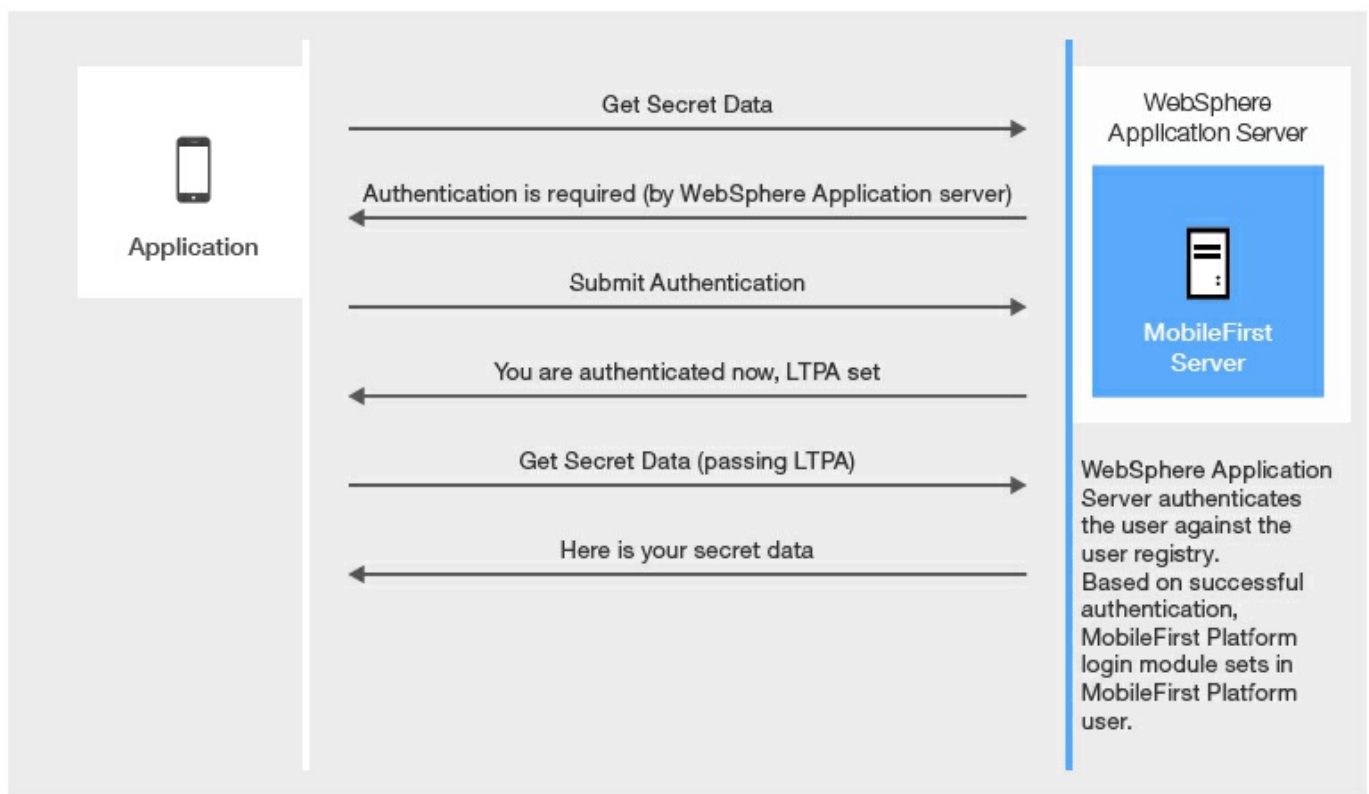 Application
Get Secret Data
Authentication is required (by WebSphere Application server)
Submit Authentication
You are authenticated now, LTPA set
Get Secret Data (passing LTPA)
Here is your secret data
WebSphere
Application Server
MobileFirst
Server
WebSphere Application
Server authenticates
the user against the
user registry.
Based on successful
authentication,
MobileFirst Platform
login module sets in
MobileFirst Platform
user.